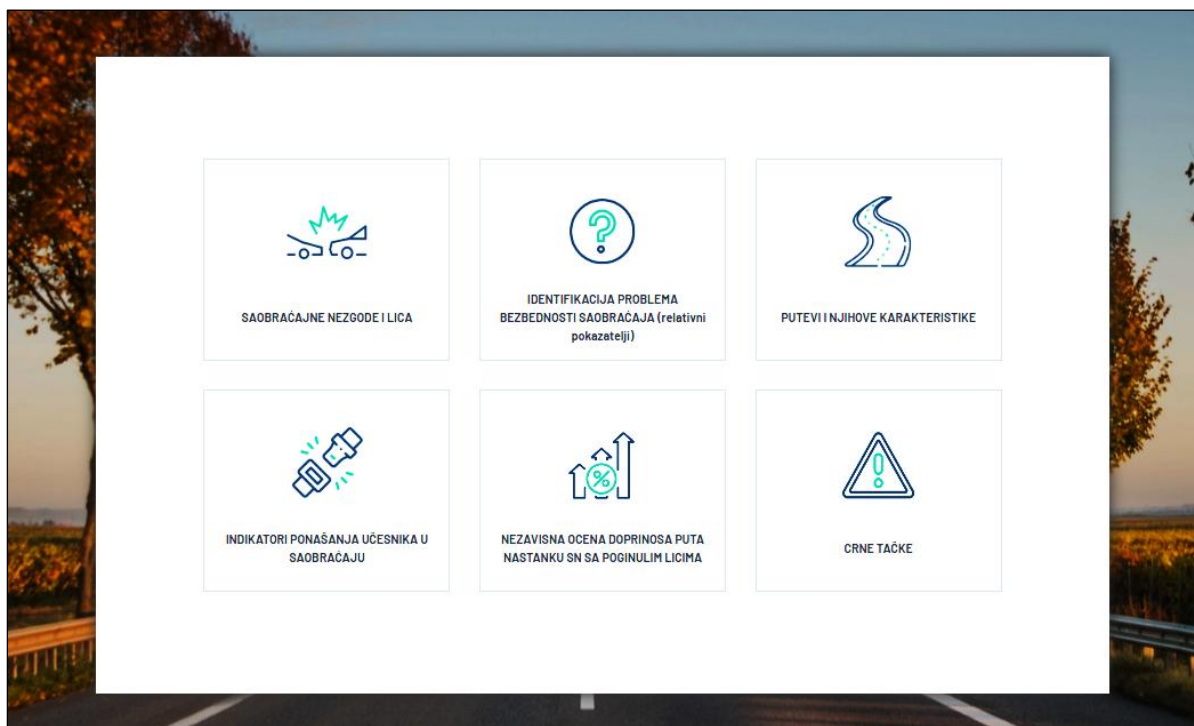 SAOBRAĆAJNE NEZGODE I LICA
IDENTIFIKACIJA PROBLEMA
BEZBEDNOSTI SAOBRAĆAJA (relativni
pokazatelji)
PUTEVI I NJIHOVE KARAKTERISTIKE
INDIKATORI PONAŠANJA UČESNIKA U
SAOBRAĆAJU
NEZAVISNA OCENA DOPRINOSA PUTA
NASTANKU SN SA POGINULIM LICIMA
CRNE TAČKE